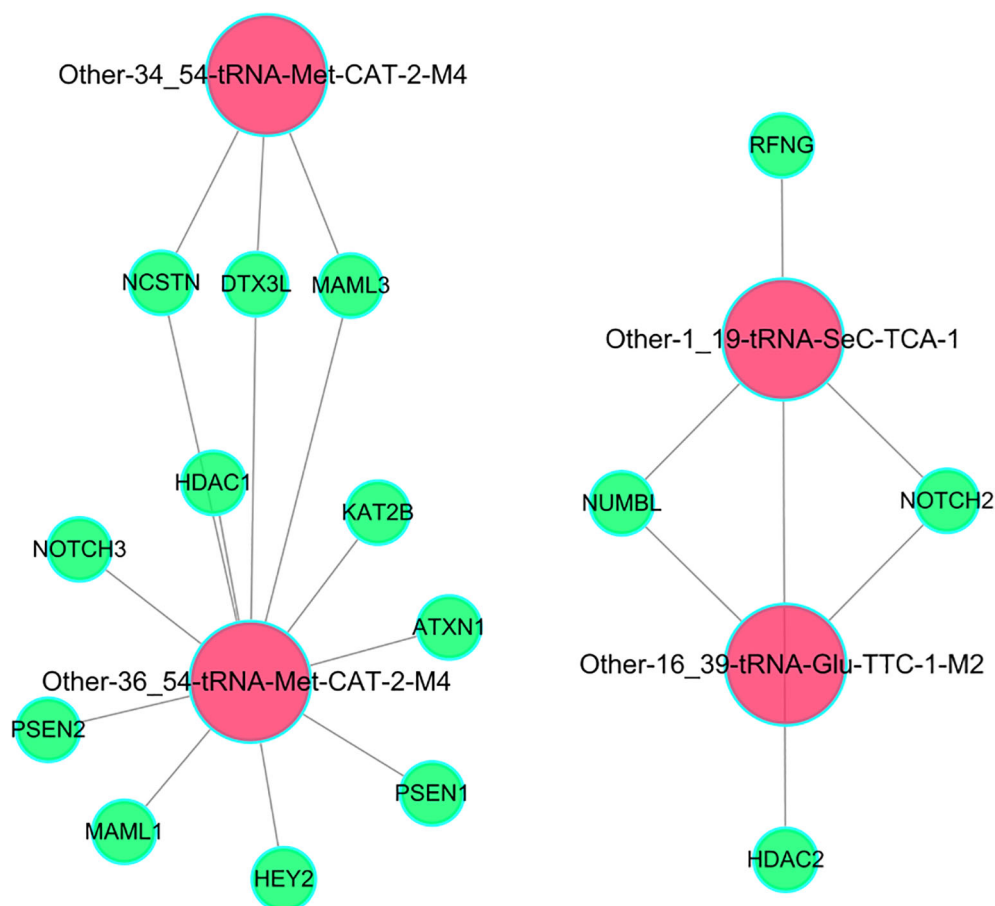 Other-34_54-tRNA-Met-CAT-2-M4
RFNG
NCSTN
DTX3L
MAML3
Other-1_19-tRNA-SeC-TCA-1
HDAC1
KAT2B
NUMBL
NOTCH2
NOTCH3
ATXN1
Other-36_54-tRNA-Met-CAT-2-M4
Other-16_39-tRNA-Glu-TTC-1-M2
PSEN2
PSEN1
MAML1
HEY2
HDAC2